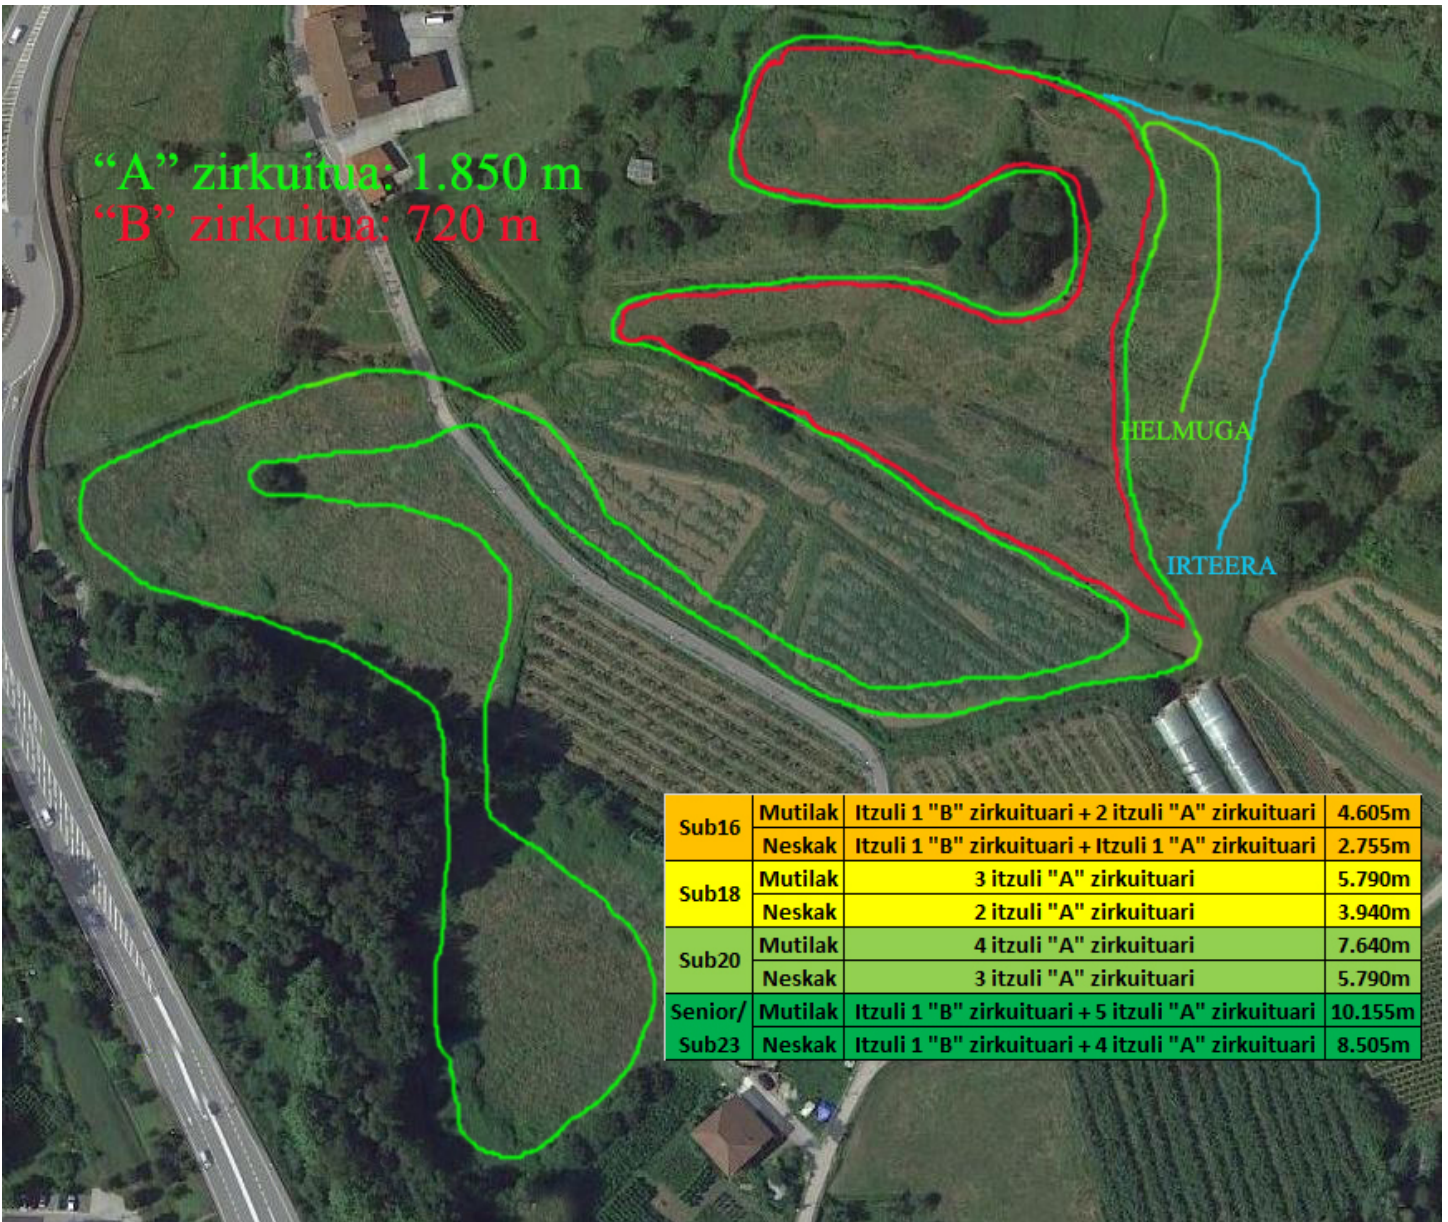 “A” zirkuitua: 1.850 m
“B” zirkuitua: 720 m
HELMUGA
IRTEERA
Sub16 Mutilak Itzuli 1 "B" zirkuituari + 2 itzuli "A" zirkuituari 4.605m
Neskak Itzuli 1 "B" zirkuituari + Itzuli 1 "A" zirkuituari 2.755m
Sub18 Mutilak 3 itzuli "A" zirkuituari 5.790m
Neskak 2 itzuli "A" zirkuituari 3.940m
Sub20 Mutilak 4 itzuli "A" zirkuituari 7.640m
Neskak 3 itzuli "A" zirkuituari 5.790m
Senior/ Mutilak Itzuli 1 "B" zirkuituari + 5 itzuli "A" zirkuituari 10.155m
Sub23 Neskak Itzuli 1 "B" zirkuituari + 4 itzuli "A" zirkuituari 8.505m